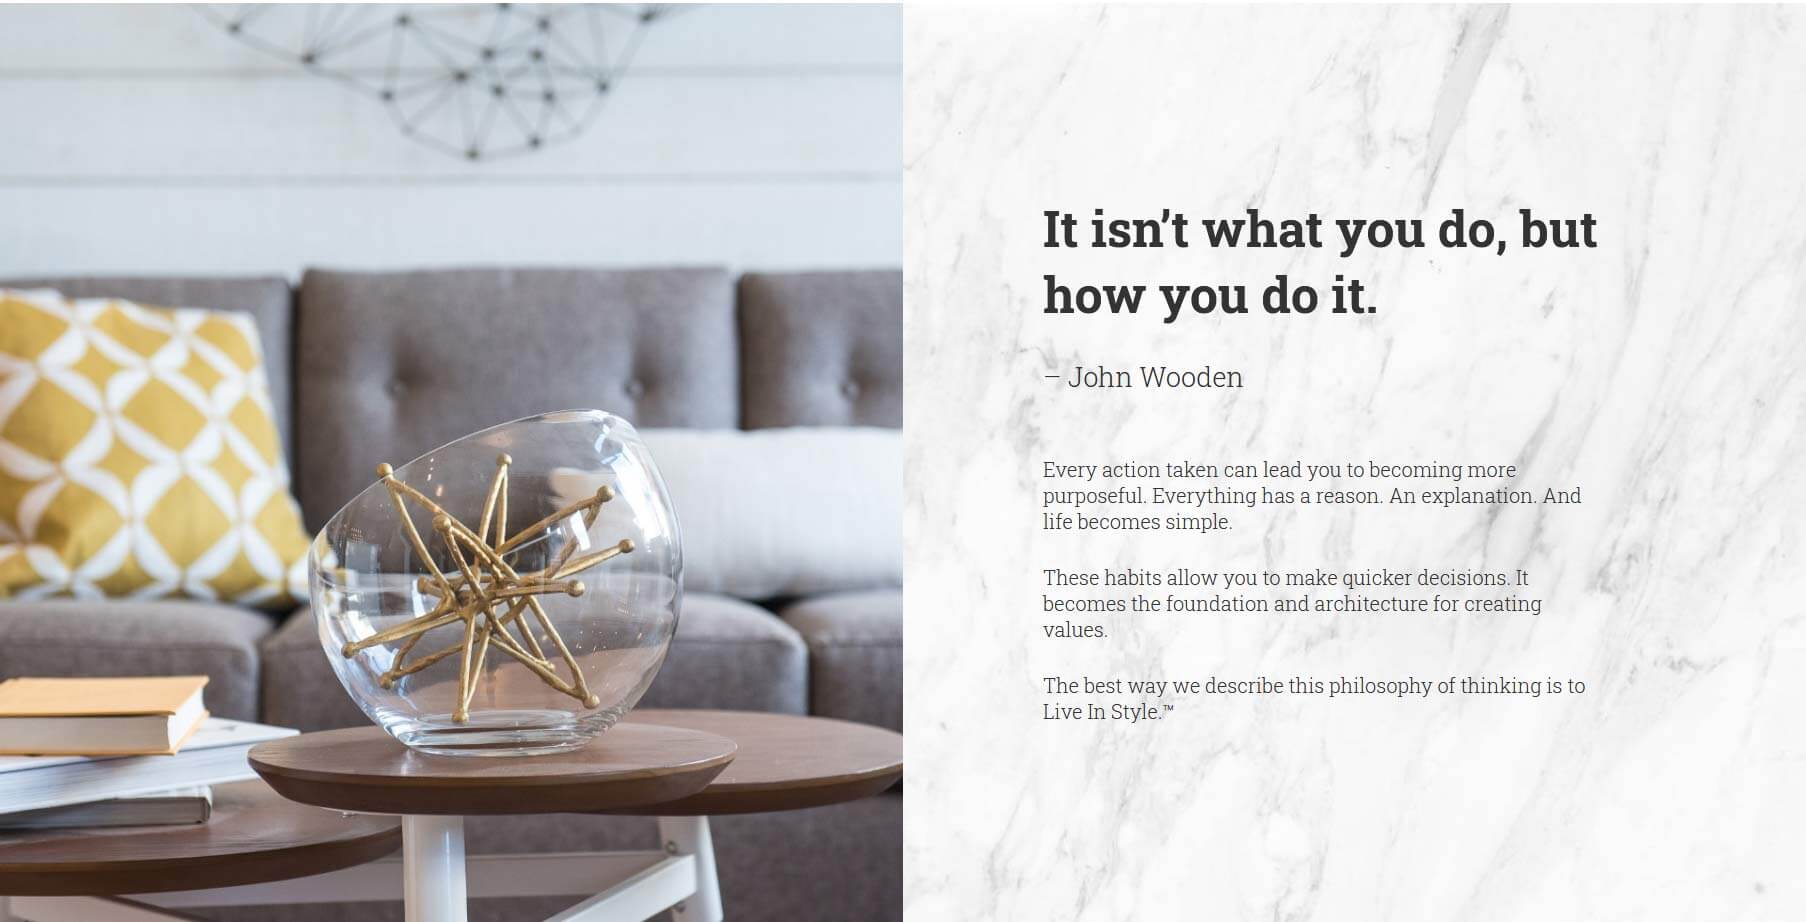 It isn’t what you do, but
how you do it.
– John Wooden
Every action taken can lead you to becoming more
purposeful. Everything has a reason. An explanation. And
life becomes simple.
These habits allow you to make quicker decisions. It
becomes the foundation and architecture for creating
values.
The best way we describe this philosophy of thinking is to
Live In Style.™